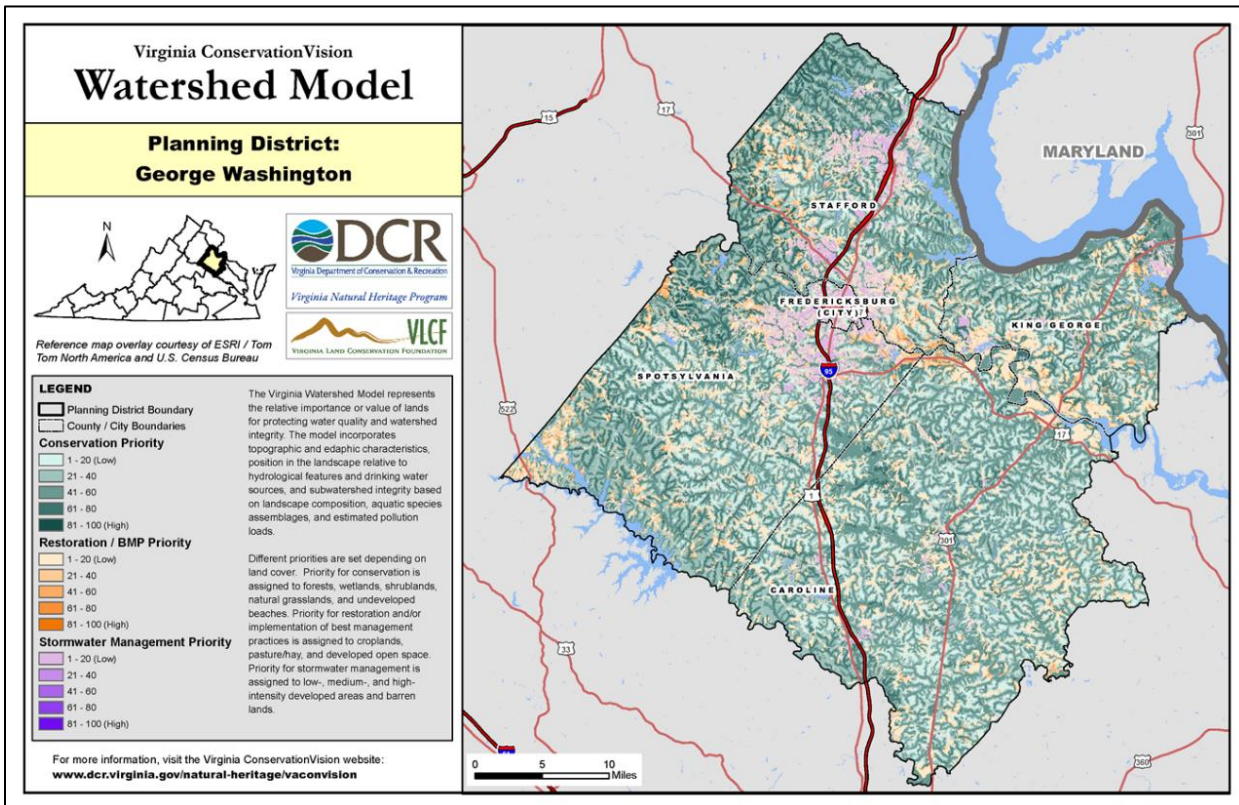 Virginia ConservationVision
Watershed Model
Planning District:
George Washington
N
DCR
Virginia Department of Conservation & Recreation
Virginia Natural Heritage Program
VLCF
VIRGINIA LAND CONSERVATION FOUNDATION
Reference map overlay courtesy of ESRI / Tom
Tom North America and U.S. Census Bureau
LEGEND
Planning District Boundary
County / City Boundaries
Conservation Priority
1 - 20 (Low)
21 - 40
41 - 60
61 - 80
81 - 100 (High)
Restoration / BMP Priority
1 - 20 (Low)
21 - 40
41 - 60
61 - 80
81 - 100 (High)
Stormwater Management Priority
1 - 20 (Low)
21 - 40
41 - 60
61 - 80
81 - 100 (High)
The Virginia Watershed Model represents
the relative importance or value of lands
for protecting water quality and watershed
integrity. The model incorporates
topographic and edaphic characteristics,
position in the landscape relative to
hydrological features and drinking water
sources, and subwatershed integrity based
on landscape composition, aquatic species
assemblages, and estimated pollution
loads.
Different priorities are set depending on
land cover. Priority for conservation is
assigned to forests, wetlands, shrublands,
natural grasslands, and undeveloped
beaches. Priority for restoration and/or
implementation of best management
practices is assigned to croplands,
pasture/hay, and developed open space.
Priority for stormwater management is
assigned to low-, medium-, and high-
intensity developed areas and barren
lands.
For more information, visit the Virginia ConservationVision website:
www.dcr.virginia.gov/natural-heritage/vaconvision
15
17
301
MARYLAND
STAFFORD
FREDERICKSBURG
(CITY)
KING GEORGE
95
SPOTSYLVANIA
522
17
1
301
CAROLINE
33
360
0 5 10
Miles